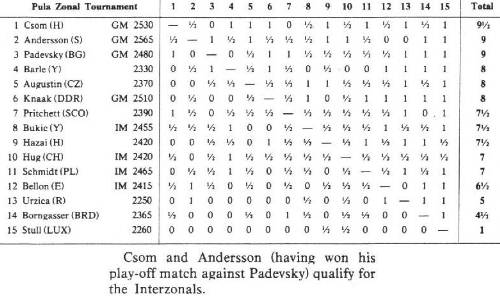 Pula Zonal Tournament 1 2 3 4 5 6 7 8 9 10 11 12 13 14 15 Total
1 Csom (H) GM 2530 — ½ 0 1 1 1 0 ½ 1 ½ 1 ½ 1 ½ 1 9½
2 Andersson (S) GM 2565 ½ — 1 ½ 1 ½ ½ ½ ½ 1 1 0 0 1 1 9
3 Padevsky (BG) GM 2480 1 0 — 0 ½ 1 ½ ½ ½ ½ ½ 1 1 1 1 9
4 Barle (Y) 2330 0 ½ 1 — ½ 1 ½ 0 ½ 0 0 1 1 1 1 8
5 Augustin (CZ) 2370 0 0 ½ ½ — ½ ½ 1 1 ½ ½ ½ 1 ½ 1 8
6 Knaak (DDR) GM 2510 0 ½ 0 0 ½ — ½ 1 0 ½ 1 1 1 1 1 8
7 Pritchett (SCO) 2390 1 ½ ½ ½ ½ ½ — ½ ½ ½ ½ ½ 1 0 1 7½
8 Bukic (Y) IM 2455 ½ ½ ½ 1 0 0 ½ — ½ ½ ½ ½ ½ 1 1 7½
9 Hazai (H) 2420 0 ½ ½ ½ 0 1 ½ ½ — ½ ½ ½ 1 1 ½ 7½
10 Hug (CH) IM 2420 ½ 0 ½ 1 ½ ½ ½ ½ ½ — ½ ½ ½ ½ ½ 7
11 Schmidt (PL) IM 2465 0 0 ½ 1 ½ 0 ½ ½ ½ ½ — ½ 1 ½ 1 7
12 Bellon (E) IM 2415 ½ 1 0 0 ½ 0 ½ ½ ½ ½ ½ — 0 1 1 6½
13 Urzica (R) 2250 0 1 0 0 0 0 0 ½ 0 ½ 0 1 — 1 1 5
14 Borngasser (BRD) 2365 ½ 0 0 0 ½ 0 1 0 0 ½ ½ 0 0 — 1 4½
15 Stull (LUX) 2260 0 0 0 0 0 0 0 0 ½ ½ 0 0 0 0 — 1
Csom and Andersson (having won his
play-off match against Padevsky) qualify for
the Interzonals.